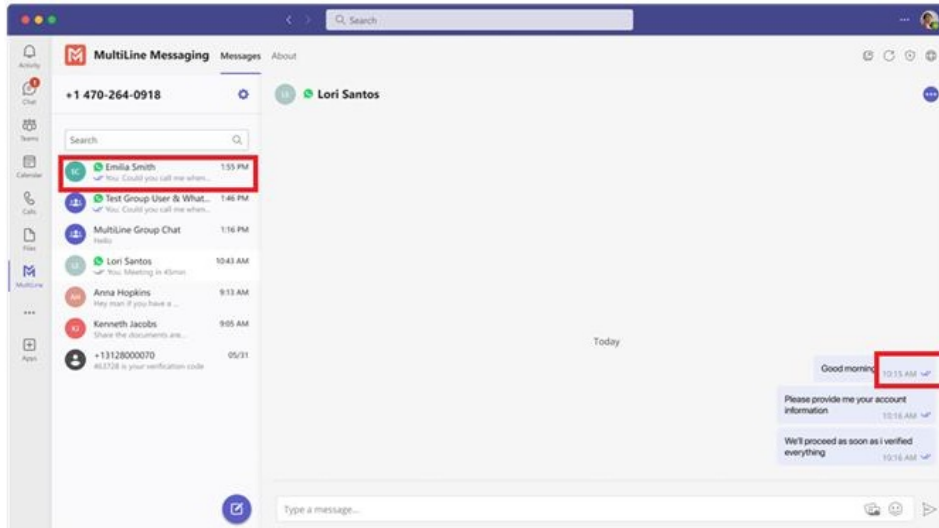 Search
Activity
Chat
Teams
Calendar
Calls
Files
MultiLine
Apps
MultiLine Messaging
Messages
About
+1 470-264-0918
Search
Emilia Smith
1:55 PM
You: Could you call me when...
Test Group User & What...
1:46 PM
You: Could you call me when...
MultiLine Group Chat
1:16 PM
Hello
LS
Lori Santos
10:43 AM
You: Meeting in 45min
AH
Anna Hopkins
9:13 AM
Hey man if you have a ...
KJ
Kenneth Jacobs
9:05 AM
Share the documents are...
+13128000070
05/31
463728 is your verification code
LS
Lori Santos
Today
Good morning
10:15 AM
Please provide me your account
information
10:16 AM
We'll proceed as soon as i verified
everything
10:16 AM
Type a message...